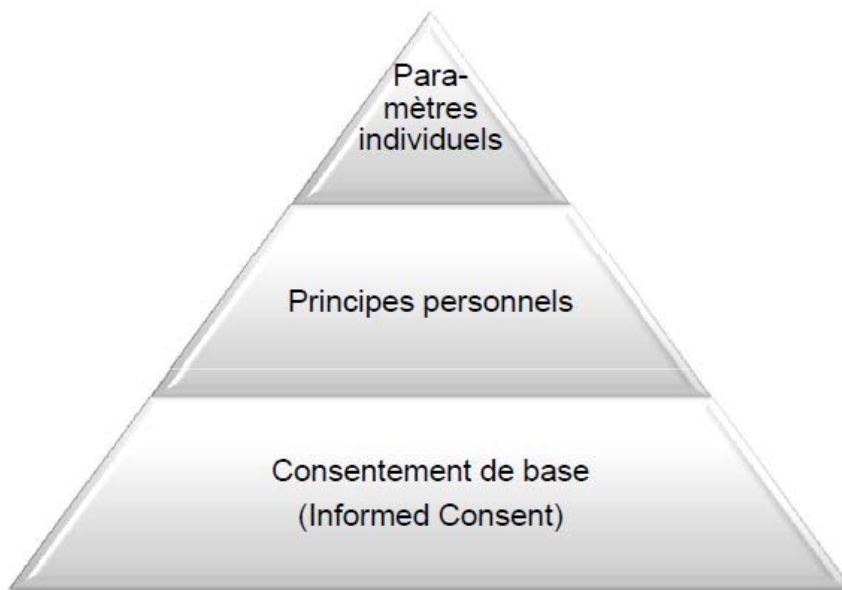 Para-
mètres
individuels
Principes personnels
Consentement de base
(Informed Consent)